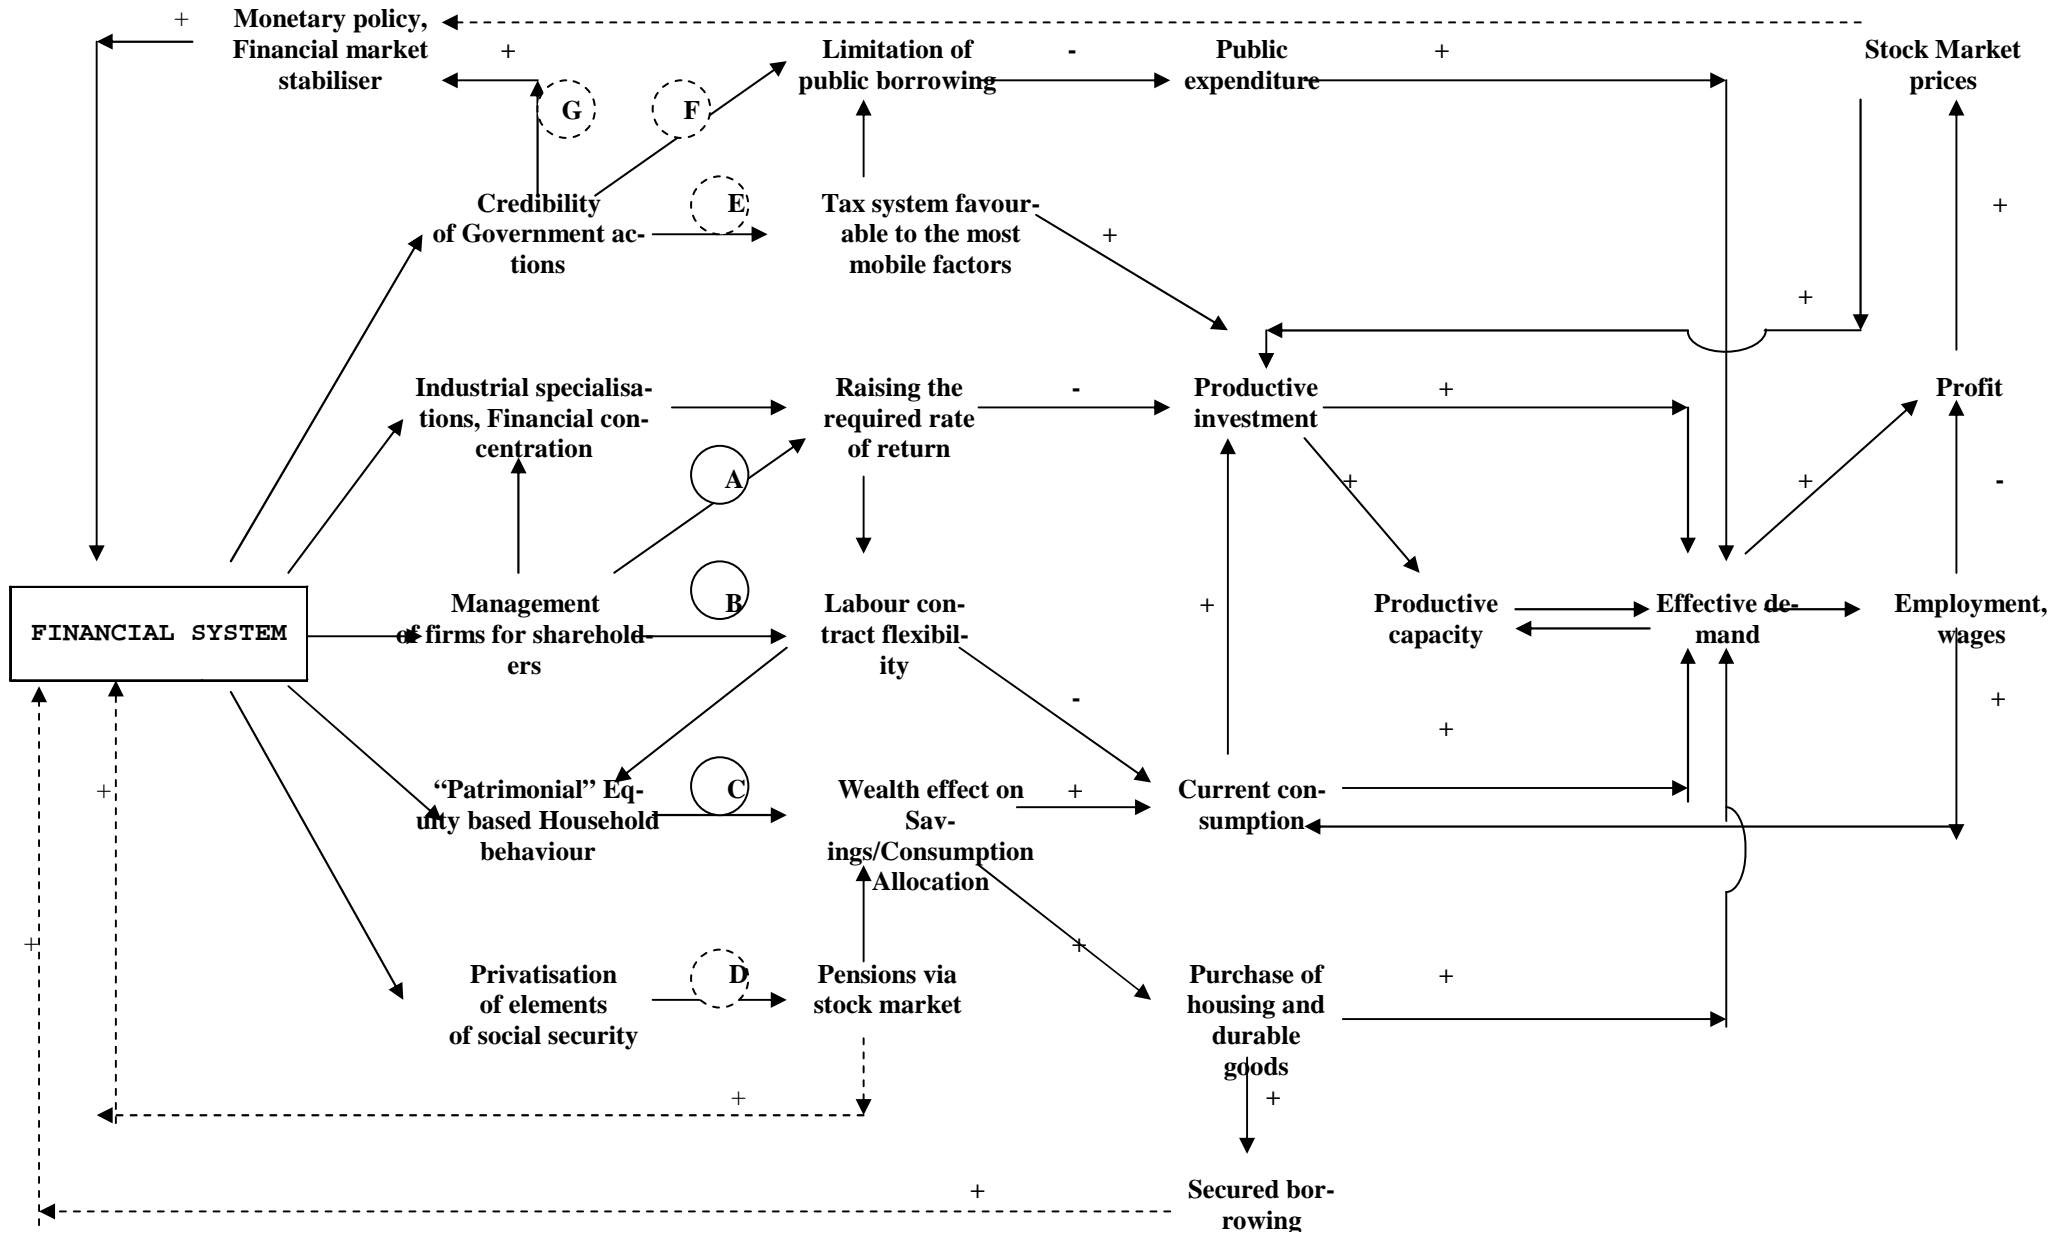 +
Monetary policy,
Financial market
stabiliser
+
Limitation of
public borrowing
-
Public
expenditure
+
Stock Market
prices
G
F
+
Credibility
of Government ac-
tions
E
Tax system favour-
able to the most
mobile factors
+
+
Industrial specialisa-
tions, Financial con-
centration
Raising the
required rate
of return
-
Productive
investment
+
Profit
A
+
+
-
FINANCIAL SYSTEM
Management
of firms for sharehold-
ers
B
Labour con-
tract flexibil-
ity
+
Productive
capacity
Effective de-
mand
Employment,
wages
-
+
+
+
"Patrimonial" Eq-
uity based Household
behaviour
C
Wealth effect on
Sav-
ings/Consumption
Allocation
+
Current con-
sumption
+
+
Privatisation
of elements
of social security
D
Pensions via
stock market
Purchase of
housing and
durable
goods
+
+
+
+
Secured bor-
rowing